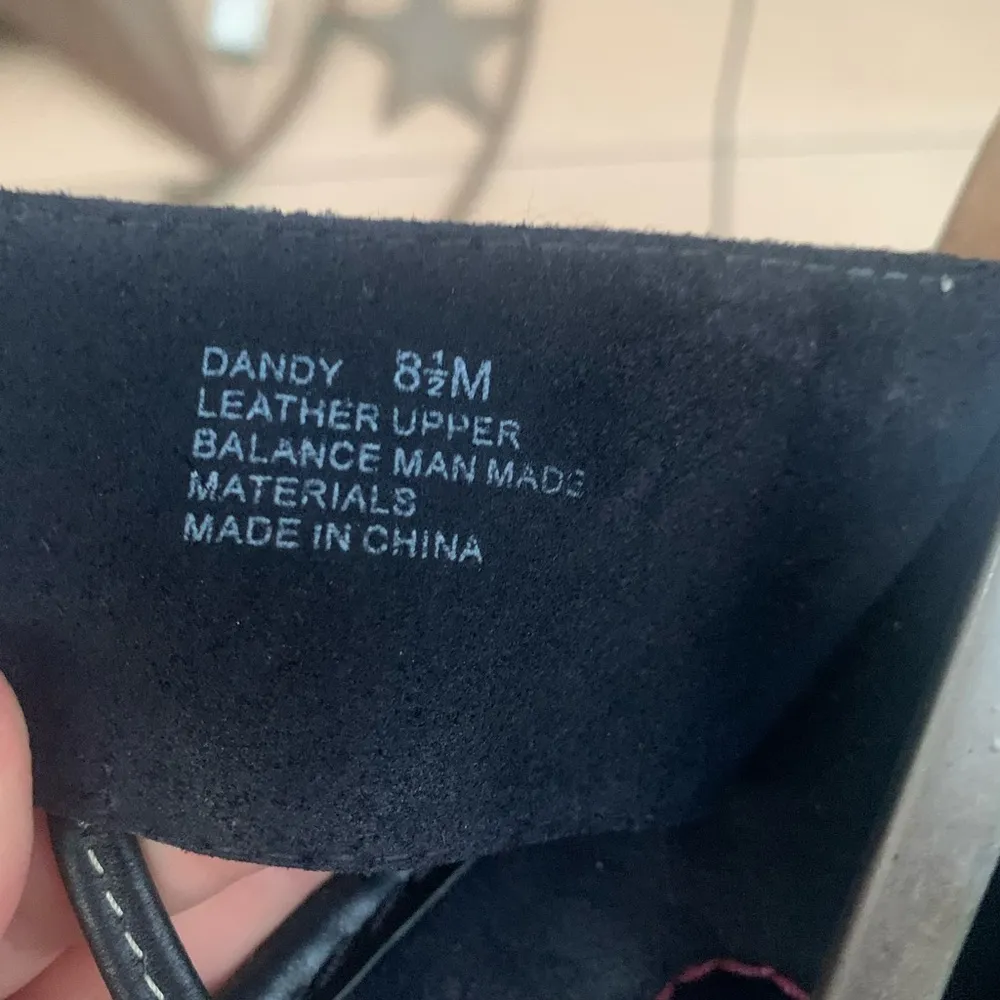 DANDY 8½M
LEATHER UPPER
BALANCE MAN MADE
MATERIALS
MADE IN CHINA